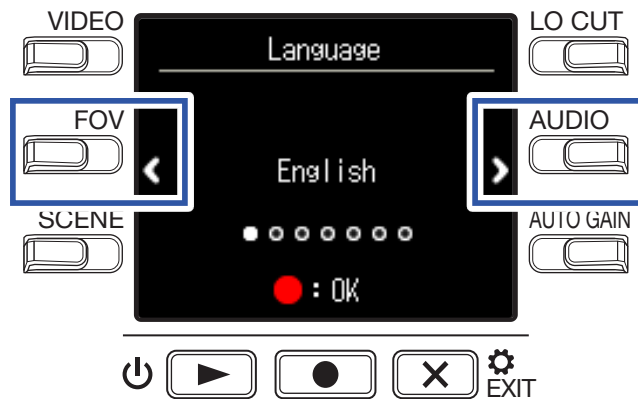 VIDEO
LO CUT
Language
FOV
AUDIO
English
SCENE
AUTO GAIN
: OK
EXIT